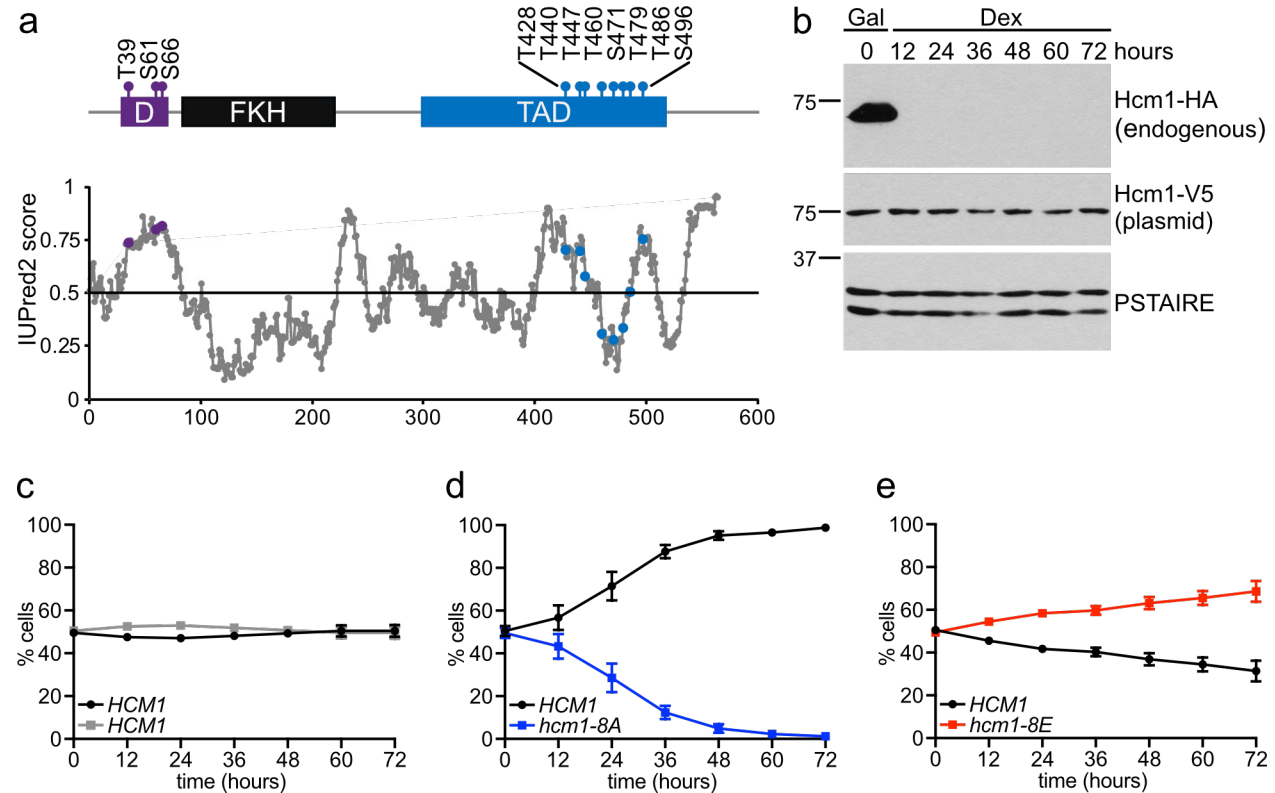 a
T39
S61
S66
T428
T440
T447
T460
S471
T479
T486
S496
D
FKH
TAD
IUPred2 score
1
0.75
0.5
0.25
0
0 100 200 300 400 500 600
b
Gal Dex
0 12 24 36 48 60 72 hours
75
Hcm1-HA
(endogenous)
75
Hcm1-V5
(plasmid)
37
PSTAIRE
c
% cells
100
80
60
40
20
0
HCM1
HCM1
0 12 24 36 48 60 72
time (hours)
d
% cells
100
80
60
40
20
0
HCM1
hcm1-8A
0 12 24 36 48 60 72
time (hours)
e
% cells
100
80
60
40
20
0
HCM1
hcm1-8E
0 12 24 36 48 60 72
time (hours)